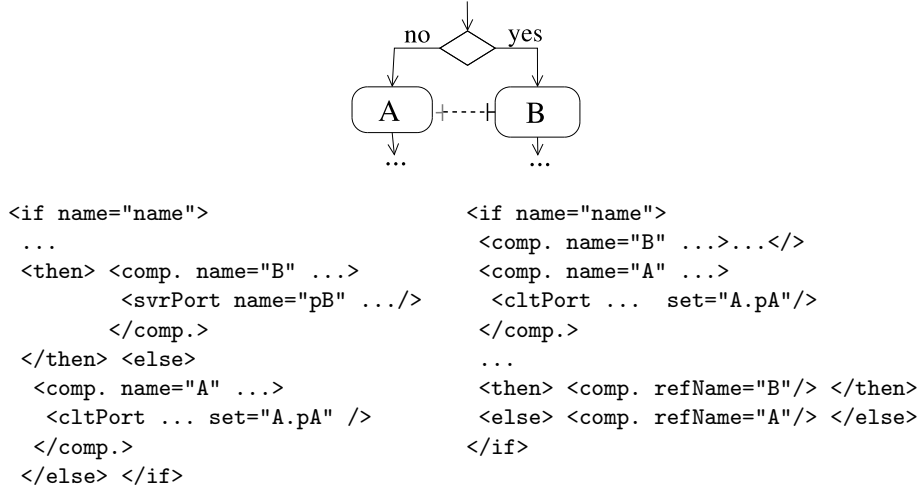 no yes
A B
... ...
<if name="name">
...
<then> <comp. name="B" ...>
<svrPort name="pB" .../>
</comp.>
</then> <else>
<comp. name="A" ...>
<cltPort ... set="A.pA" />
</comp.>
</else> </if>
<if name="name">
<comp. name="B" ...>...</>
<comp. name="A" ...>
<cltPort ... set="A.pA"/>
</comp.>
...
<then> <comp. refName="B"/> </then>
<else> <comp. refName="A"/> </else>
</if>